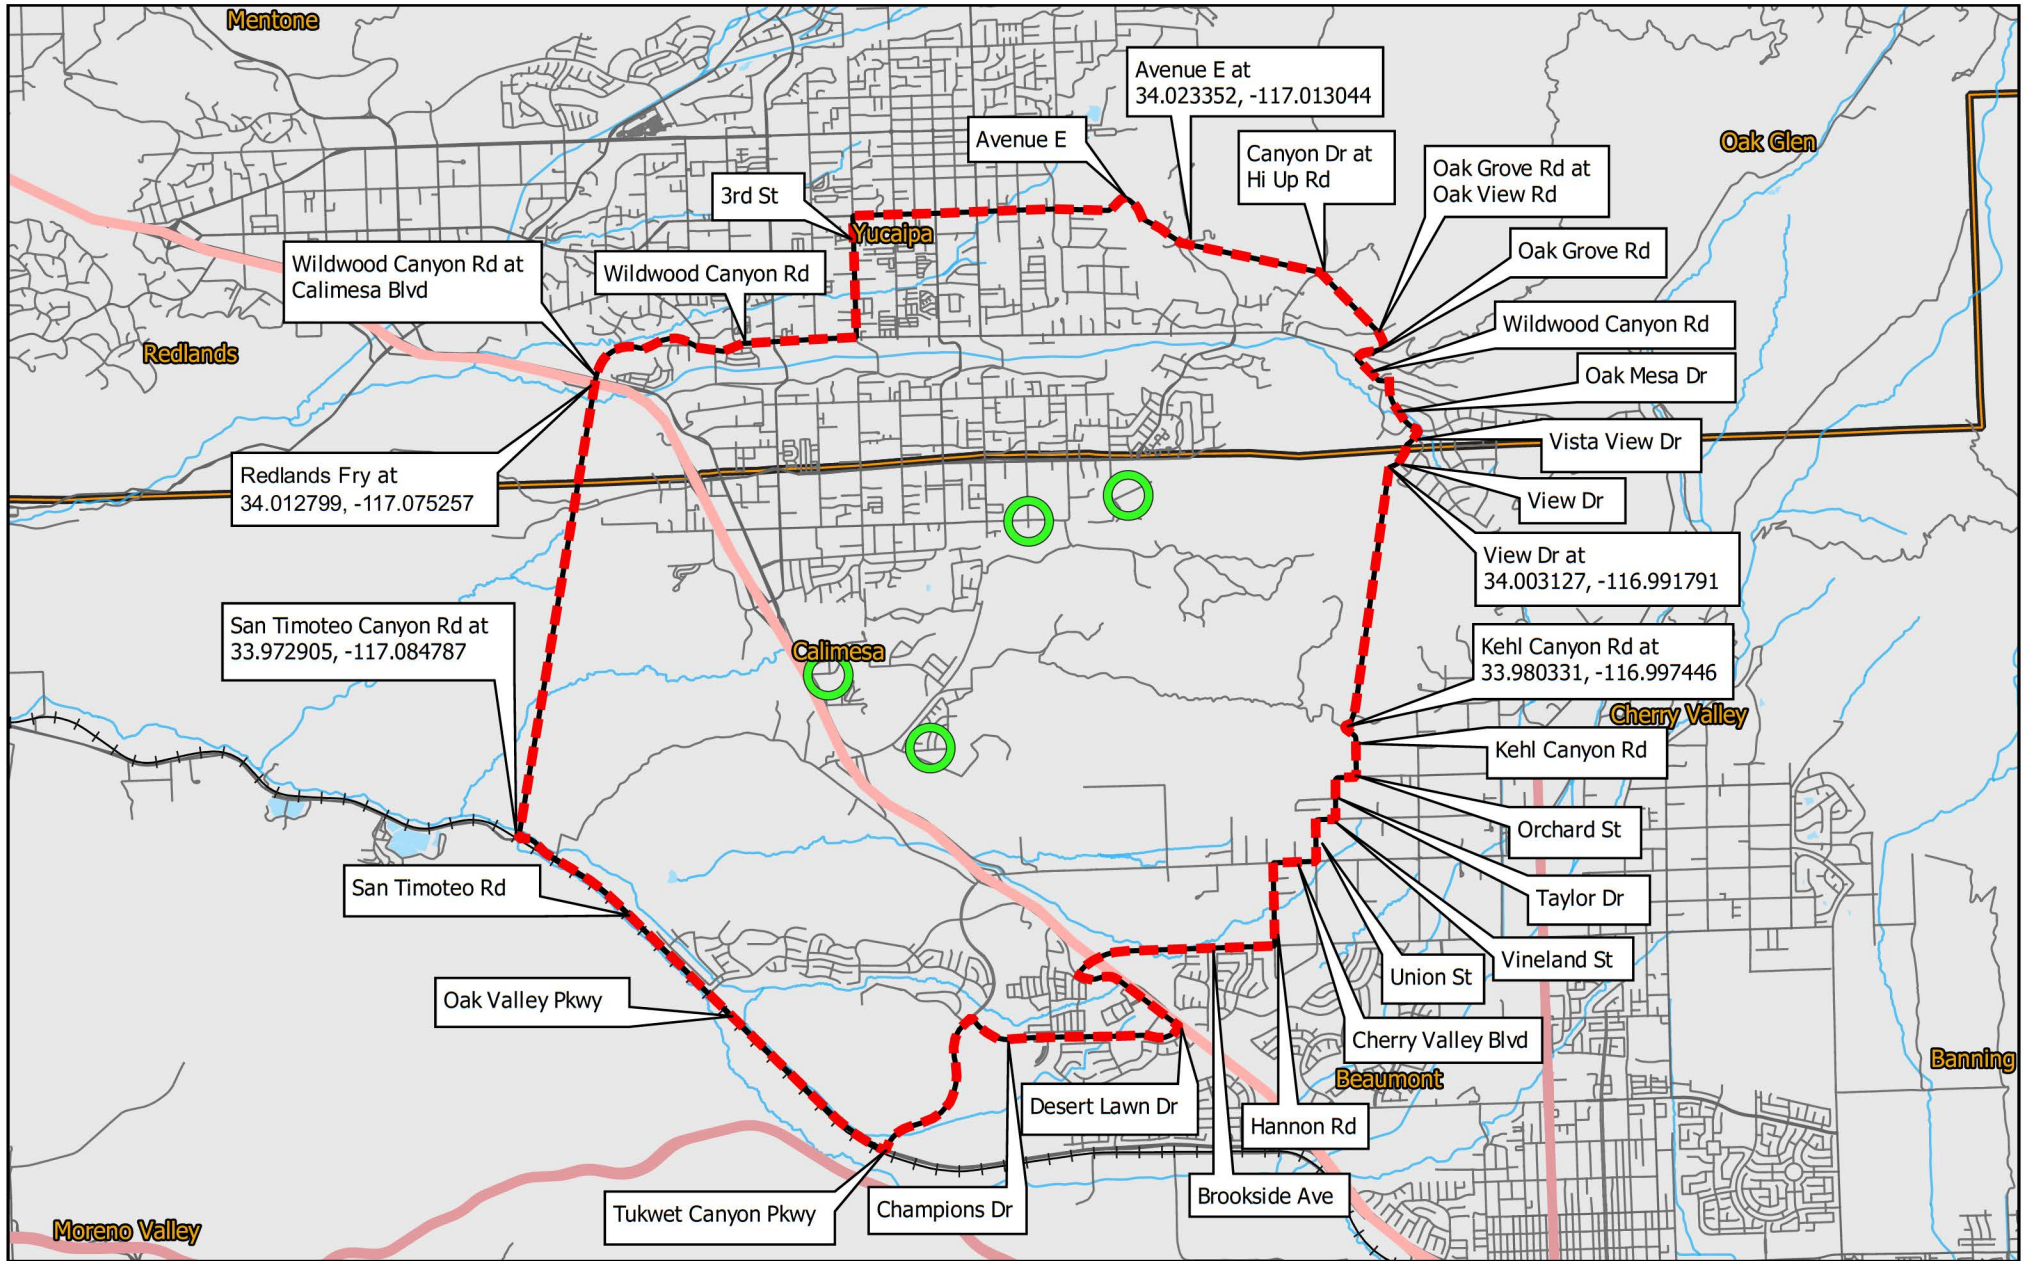 Mentone
Avenue E at
34.023352, -117.013044
Avenue E
Canyon Dr at
Hi Up Rd
Oak Grove Rd at
Oak View Rd
Oak Glen
3rd St
Yucaipa
Oak Grove Rd
Wildwood Canyon Rd at
Calimesa Blvd
Wildwood Canyon Rd
Wildwood Canyon Rd
Redlands
Oak Mesa Dr
Vista View Dr
Redlands Fry at
34.012799, -117.075257
View Dr
View Dr at
34.003127, -116.991791
San Timoteo Canyon Rd at
33.972905, -117.084787
Calimesa
Kehl Canyon Rd at
33.980331, -116.997446
Cherry Valley
Kehl Canyon Rd
Orchard St
San Timoteo Rd
Taylor Dr
Vineland St
Union St
Oak Valley Pkwy
Cherry Valley Blvd
Banning
Beaumont
Desert Lawn Dr
Hannon Rd
Brookside Ave
Champions Dr
Tukwet Canyon Pkwy
Moreno Valley